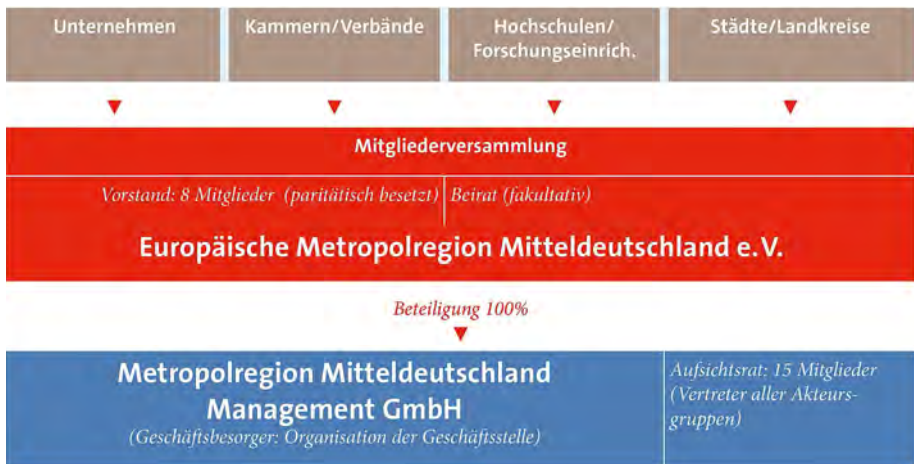 Unternehmen
Kammern/Verbände
Hochschulen/
Forschungseinrich.
Städte/Landkreise
Mitgliederversammlung
Vorstand: 8 Mitglieder (paritätisch besetzt)
Beirat (fakultativ)
Europäische Metropolregion Mitteldeutschland e.V.
Beteiligung 100%
Metropolregion Mitteldeutschland
Management GmbH
(Geschäftsbesorger: Organisation der Geschäftsstelle)
Aufsichtsrat: 15 Mitglieder
(Vertreter aller Akteurs-
gruppen)